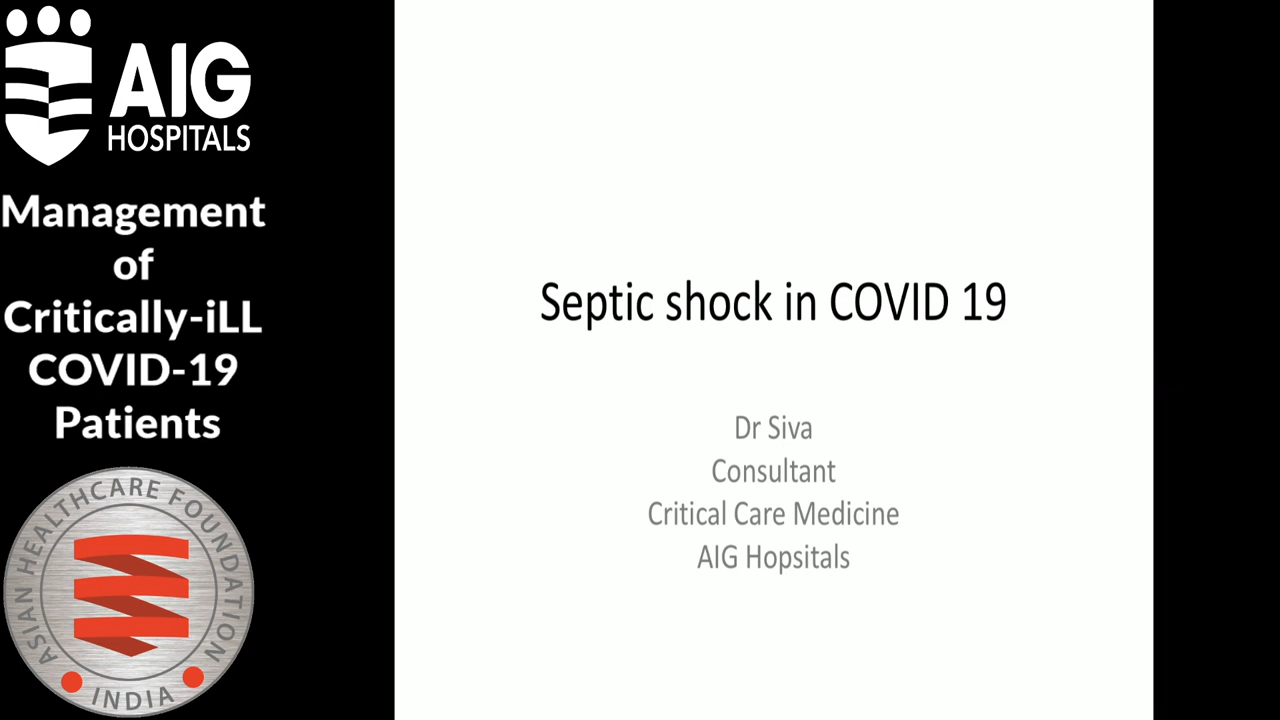 AIG
HOSPITALS
Management
of
Critically-iLL
COVID-19
Patients
ASIAN HEALTHCARE FOUNDATION
INDIA
Septic shock in COVID 19
Dr Siva
Consultant
Critical Care Medicine
AIG Hopsitals